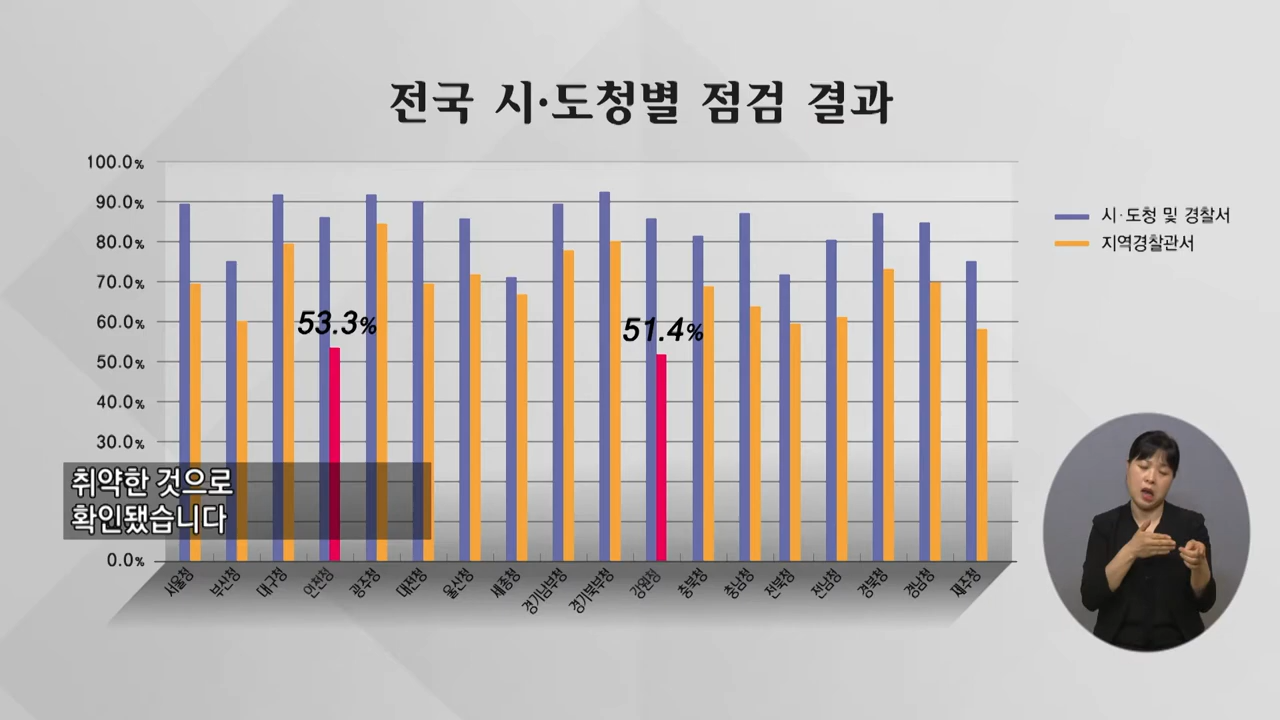 전국 시·도청별 점검 결과
100.0%
90.0%
80.0%
70.0%
60.0%
50.0%
40.0%
30.0%
0.0%
53.3%
51.4%
시·도청 및 경찰서
지역경찰관서
취약한 것으로
확인됐습니다
서울청
부산청
대구청
인천청
광주청
대전청
울산청
세종청
경기남부청
경기북부청
강원청
충북청
충남청
전북청
전남청
경북청
경남청
제주청